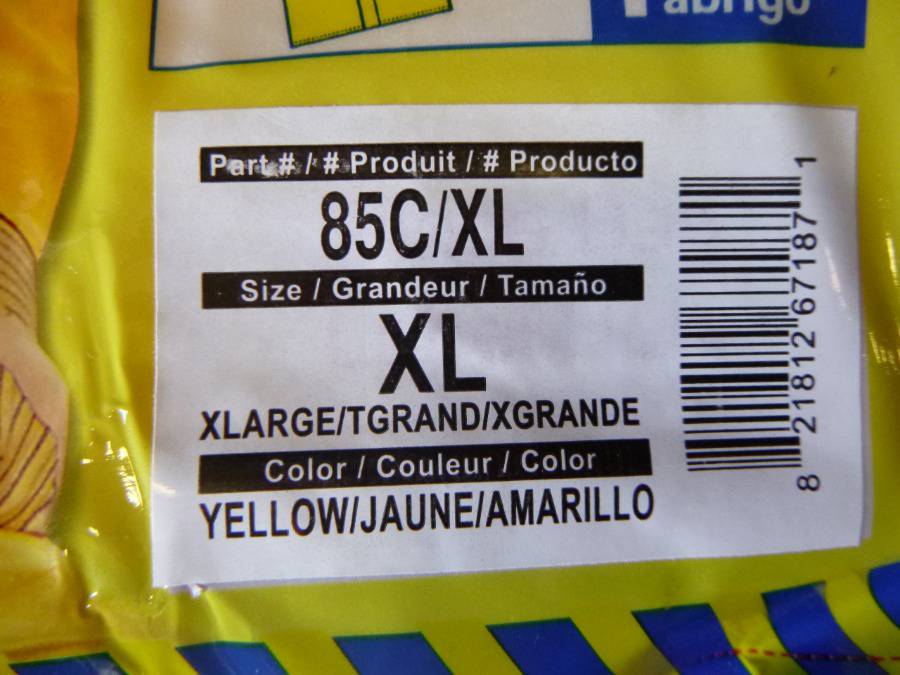 abrigo
Part # / # Produit / # Producto
85C/XL
Size / Grandeur / Tamaño
XL
XLARGE/TGRAND/XGRANDE
Color / Couleur / Color
YELLOW/JAUNE/AMARILLO
8 21812 67187 1